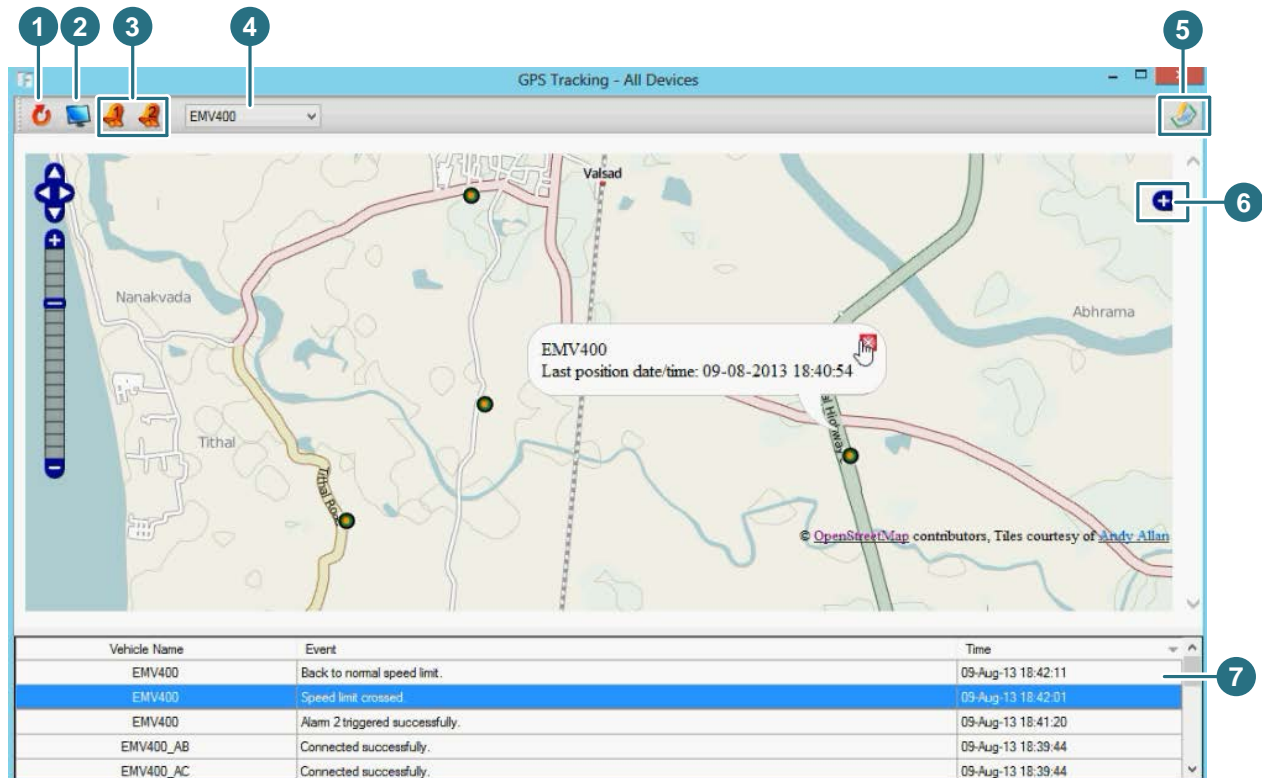 1 2 3 4 5
GPS Tracking - All Devices
1 2 EMV400
Valsad
6
Nanakvada
Abhrama
EMV400
Last position date/time: 09-08-2013 18:40:54
Tithal
Tithal Roa
© OpenStreetMap contributors, Tiles courtesy of Andy Allan
Vehicle Name Event Time
EMV400 Back to normal speed limit. 09-Aug-13 18:42:11
7
EMV400 Speed limit crossed. 09-Aug-13 18:42:01
EMV400 Alarm 2 triggered successfully. 09-Aug-13 18:41:20
EMV400_AB Connected successfully. 09-Aug-13 18:39:44
EMV400_AC Connected successfully. 09-Aug-13 18:39:44